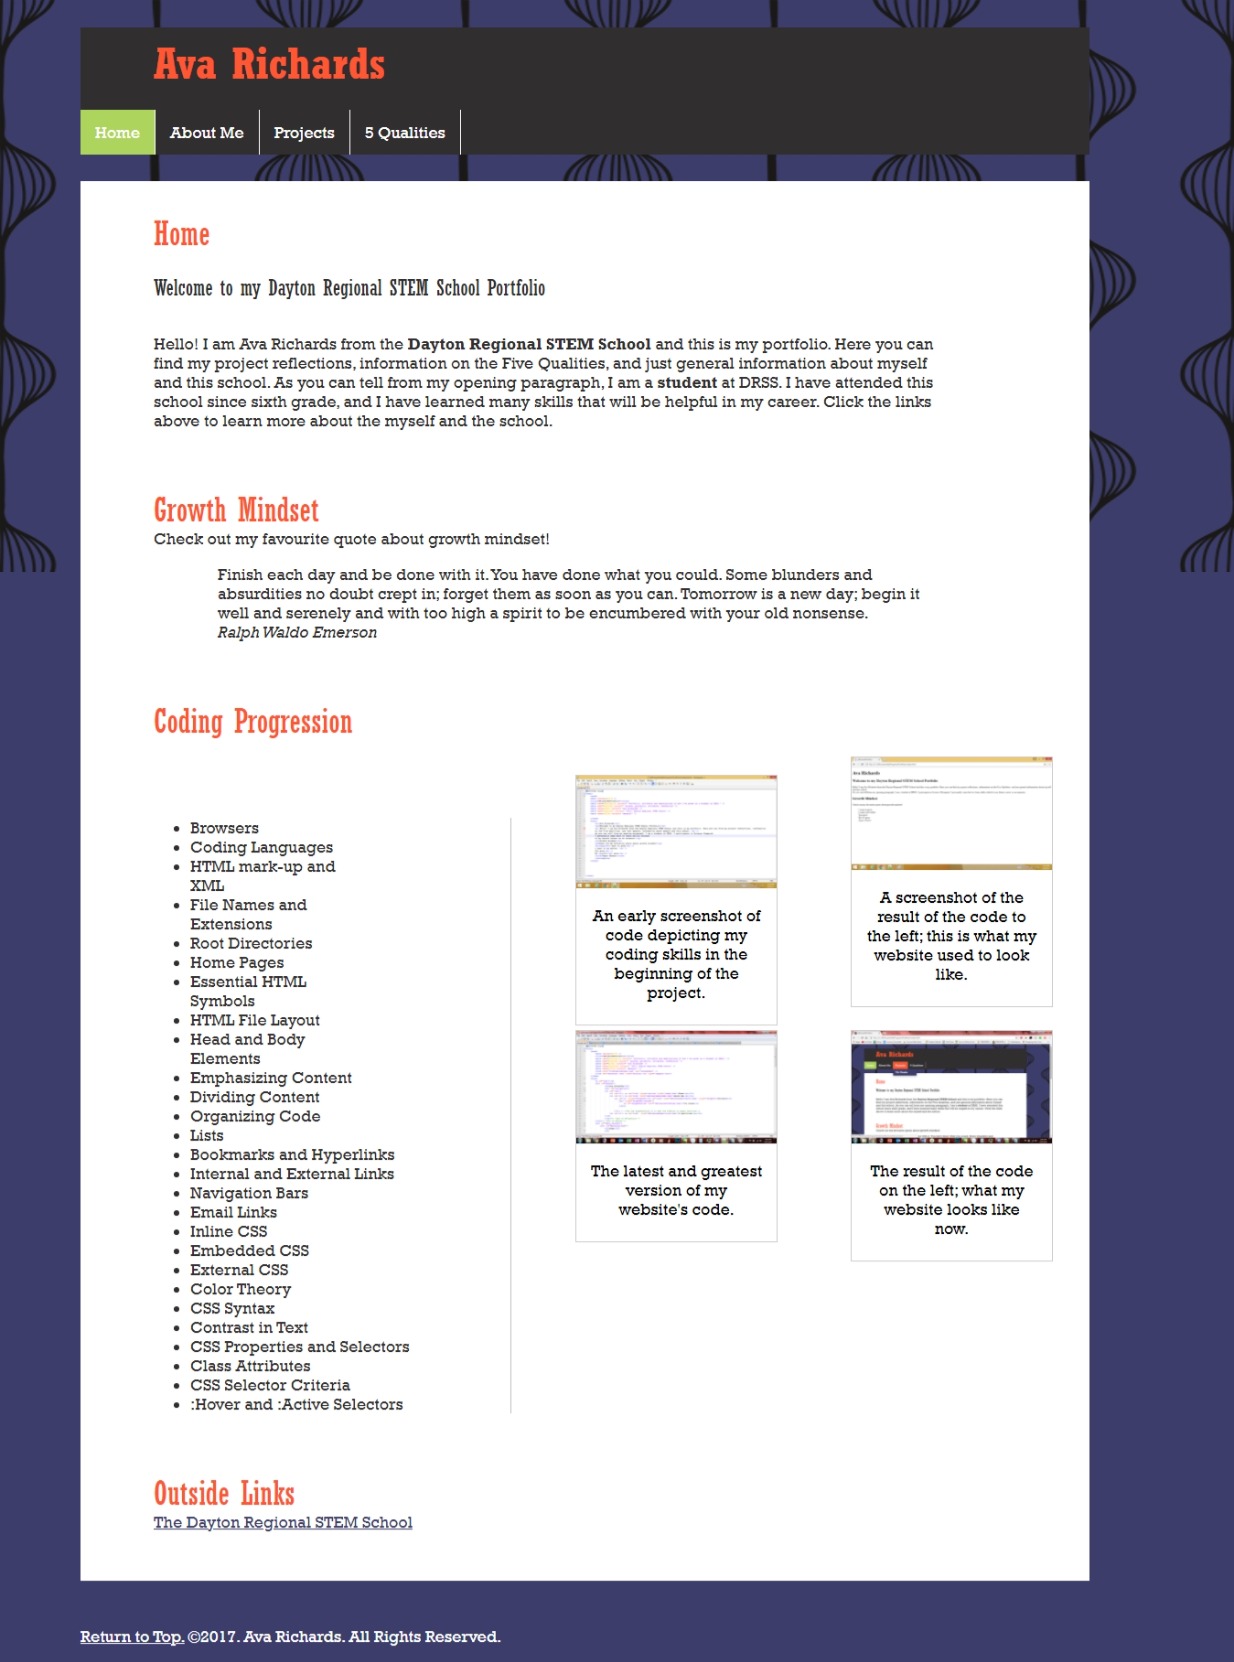 Ava Richards
Home
About Me
Projects
5 Qualities
Home
Welcome to my Dayton Regional STEM School Portfolio
Hello! I am Ava Richards from the Dayton Regional STEM School and this is my portfolio. Here you can
find my project reflections, information on the Five Qualities, and just general information about myself
and this school. As you can tell from my opening paragraph, I am a student at DRSS. I have attended this
school since sixth grade, and I have learned many skills that will be helpful in my career. Click the links
above to learn more about the myself and the school.
Growth Mindset
Check out my favourite quote about growth mindset!
Finish each day and be done with it. You have done what you could. Some blunders and
absurdities no doubt crept in; forget them as soon as you can. Tomorrow is a new day; begin it
well and serenely and with too high a spirit to be encumbered with your old nonsense.
Ralph Waldo Emerson
Coding Progression
Browsers
Coding Languages
HTML mark-up and
XML
File Names and
Extensions
Root Directories
Home Pages
Essential HTML
Symbols
HTML File Layout
Head and Body
Elements
Emphasizing Content
Dividing Content
Organizing Code
Lists
Bookmarks and Hyperlinks
Internal and External Links
Navigation Bars
Email Links
Inline CSS
Embedded CSS
External CSS
Color Theory
CSS Syntax
Contrast in Text
CSS Properties and Selectors
Class Attributes
CSS Selector Criteria
:Hover and :Active Selectors
An early screenshot of
code depicting my
coding skills in the
beginning of the
project.
Ava Richards
Welcome to my Dayton Regional STEM School Portfolio
A screenshot of the
result of the code to
the left; this is what my
website used to look
like.
The latest and greatest
version of my
website's code.
Ava Richards
The result of the code
on the left; what my
website looks like
now.
Outside Links
The Dayton Regional STEM School
Return to Top. ©2017. Ava Richards. All Rights Reserved.